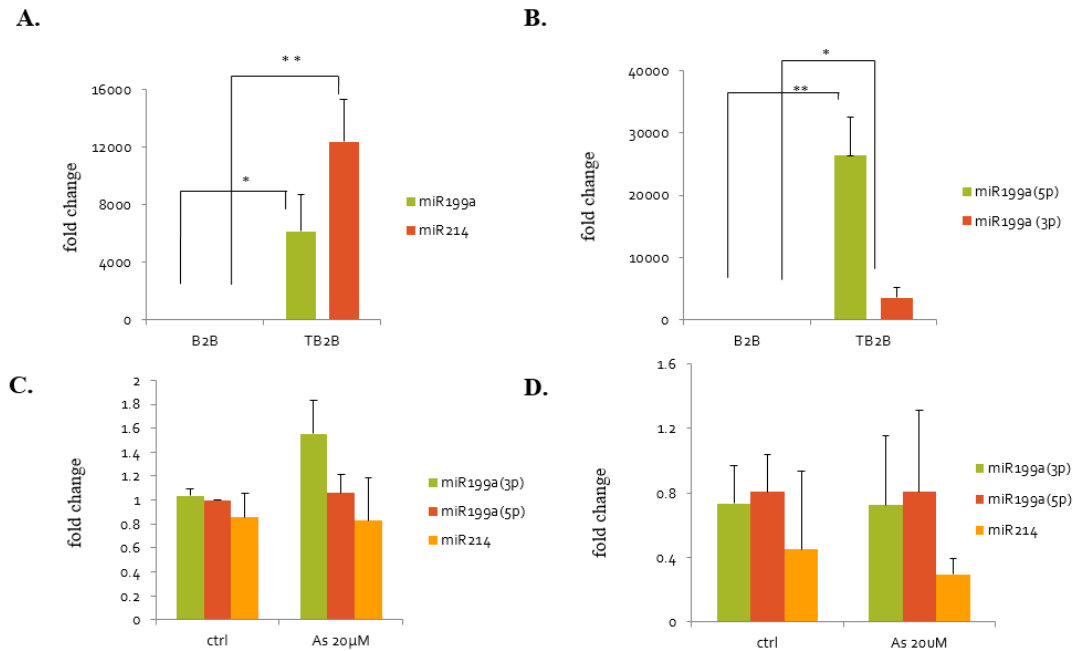 A.
fold change
16000
12000
8000
4000
0
* *
*
B2B
TB2B
miR199a
miR214
B.
fold change
40000
30000
20000
10000
0
*
**
B2B
TB2B
miR199a(5p)
miR199a (3p)
C.
fold change
2
1.8
1.6
1.4
1.2
1
0.8
0.6
0.4
0.2
0
ctrl
As 20µM
miR199a(3p)
miR199a(5p)
miR214
D.
fold change
1.6
1.2
0.8
0.4
0
ctrl
As 20uM
miR199a(3p)
miR199a(5p)
miR214